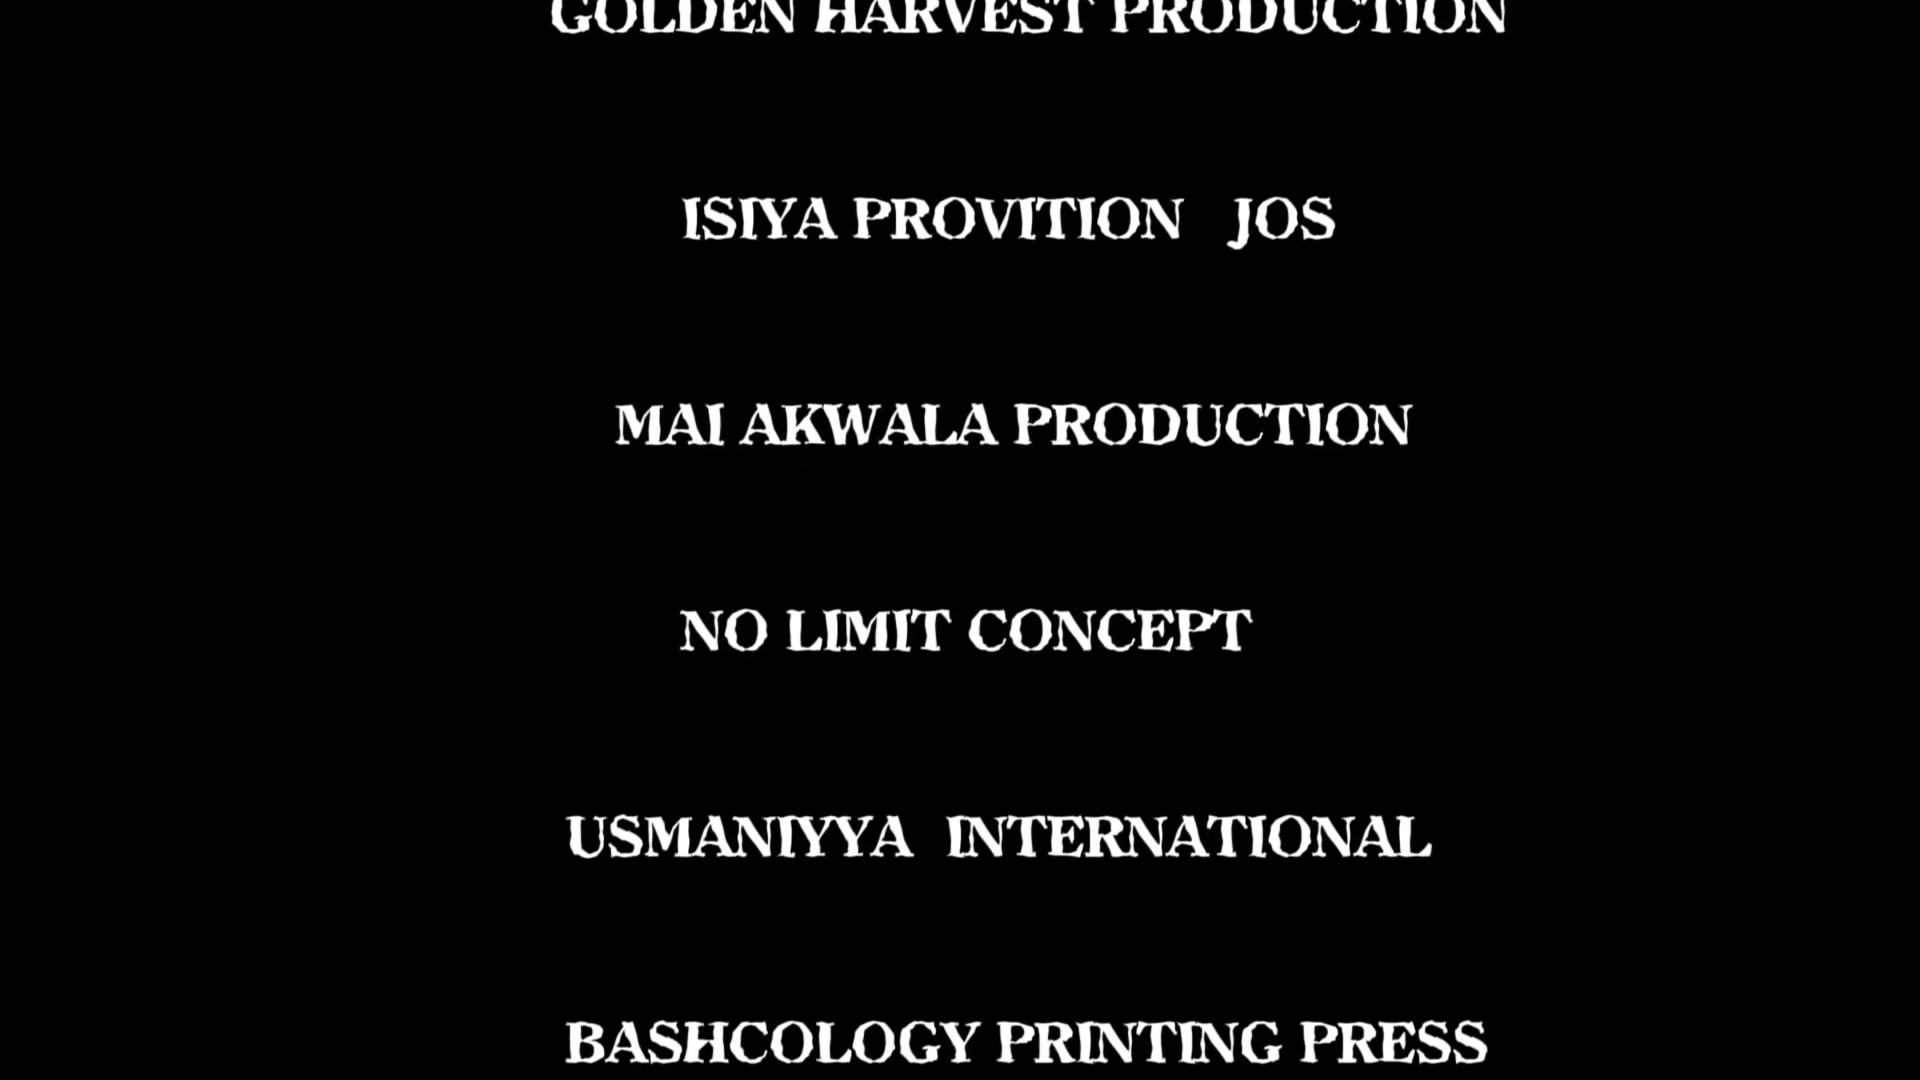 GOLDEN HARVEST PRODUCTION
ISIYA PROVITION JOS
MAI AKWALA PRODUCTION
NO LIMIT CONCEPT
USMANIYYA INTERNATIONAL
BASHCOLOGY PRINTING PRESS